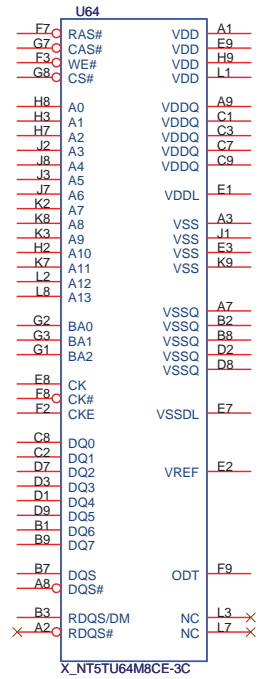 U64
F7 RAS# VDD A1
G7 CAS# VDD E9
F3 WE# VDD H9
G8 CS# VDD L1
H8 A0 VDDQ A9
H3 A1 VDDQ C1
H7 A2 VDDQ C3
J2 A3 VDDQ C7
J8 A4 VDDQ C9
J3 A5
J7 A6 VDDL E1
K2 A7
K8 A8 VSS A3
K3 A9 VSS J1
H2 A10 VSS E3
K7 A11 VSS K9
L2 A12
L8 A13
VSSQ A7
G2 BA0 VSSQ B2
G3 BA1 VSSQ B8
G1 BA2 VSSQ D2
VSSQ D8
E8 CK
F8 CK#
F2 CKE VSSDL E7
C8 DQ0
C2 DQ1
D7 DQ2 VREF E2
D3 DQ3
D1 DQ4
D9 DQ5
B1 DQ6
B9 DQ7
B7 DQS ODT F9
A8 DQS#
B3 RDQS/DM NC L3
A2 RDQS# NC L7
X_NT5TU64M8CE-3C